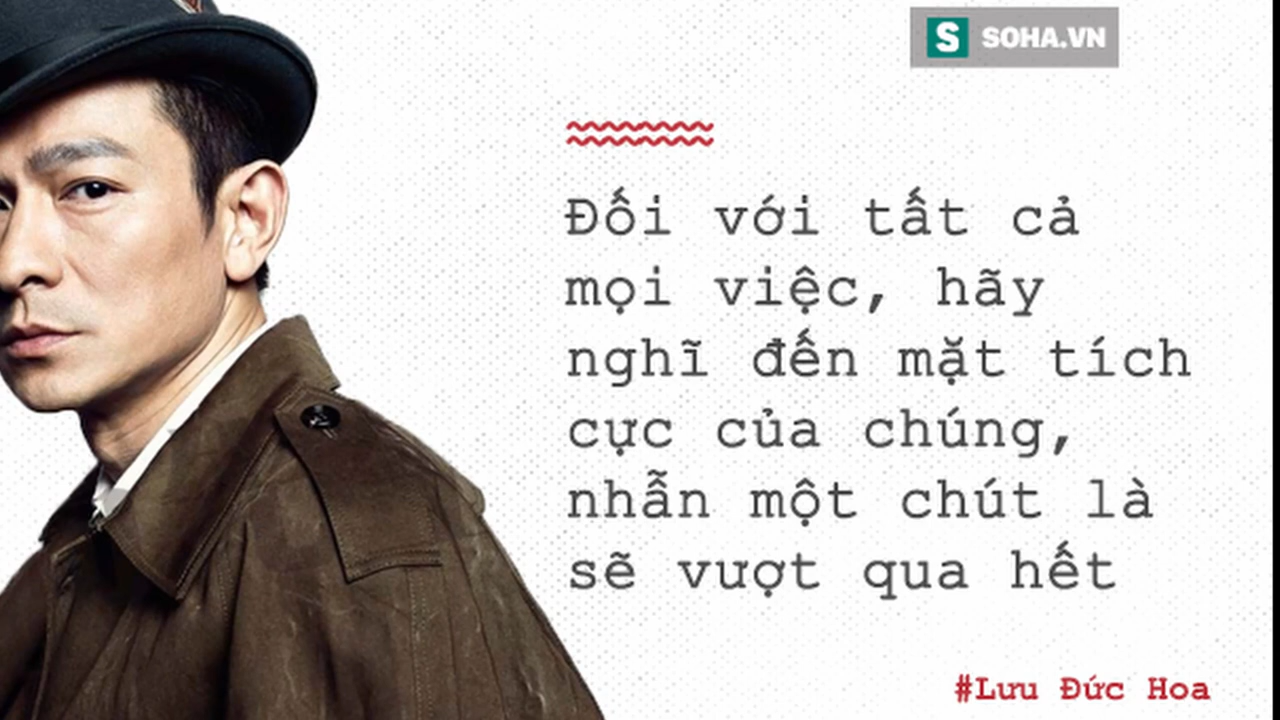 S SOHA.VN
Đối với tất cả
mọi việc, hãy
nghĩ đến mặt tích
cực của chúng,
nhẫn một chút là
sẽ vượt qua hết
#Lưu Đức Hoa